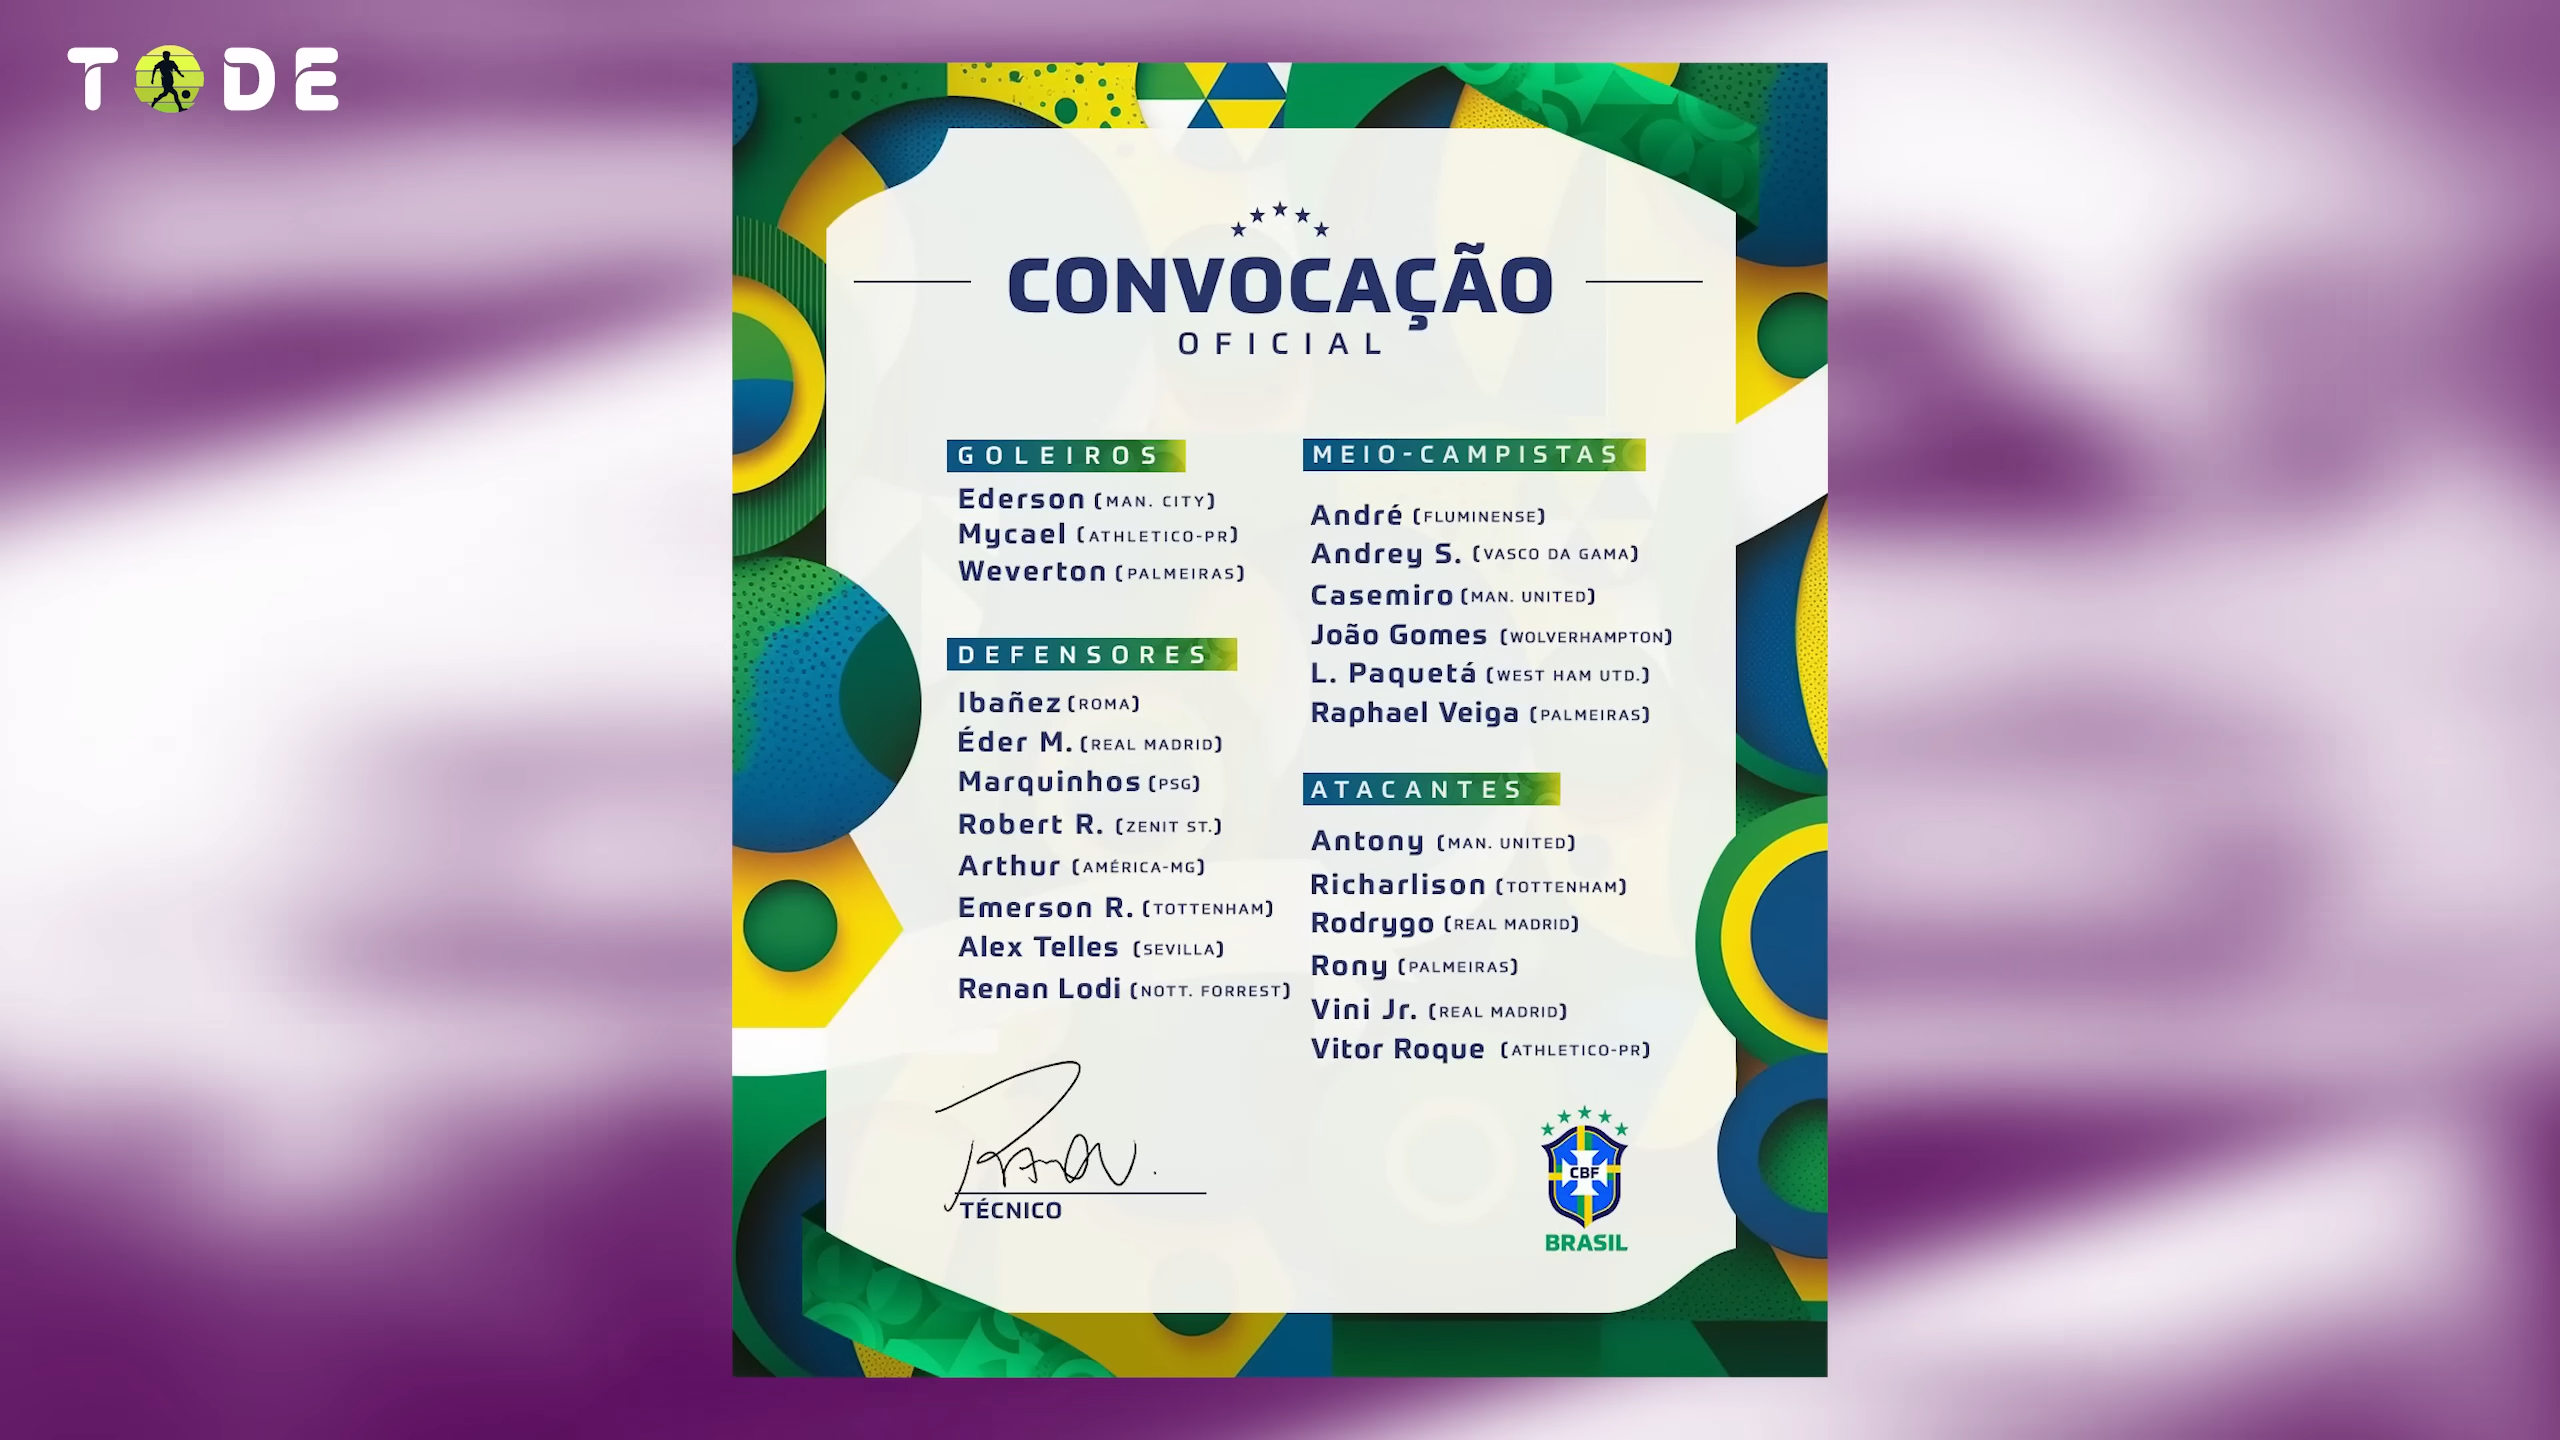 TODE
CONVOCAÇÃO
OFICIAL
GOLEIROS
Ederson (MAN. CITY)
Mycael (ATHLETICO-PR)
Weverton (PALMEIRAS)
DEFENSORES
Ibañez (ROMA)
Éder M. (REAL MADRID)
Marquinhos (PSG)
Robert R. (ZENIT ST.)
Arthur (AMÉRICA-MG)
Emerson R. (TOTTENHAM)
Alex Telles (SEVILLA)
Renan Lodi (NOTT. FORREST)
TÉCNICO
MEIO-CAMPISTAS
André (FLUMINENSE)
Andrey S. (VASCO DA GAMA)
Casemiro (MAN. UNITED)
João Gomes (WOLVERHAMPTON)
L. Paquetá (WEST HAM UTD.)
Raphael Veiga (PALMEIRAS)
ATACANTES
Antony (MAN. UNITED)
Richarlison (TOTTENHAM)
Rodrygo (REAL MADRID)
Rony (PALMEIRAS)
Vini Jr. (REAL MADRID)
Vitor Roque (ATHLETICO-PR)
CBF
BRASIL